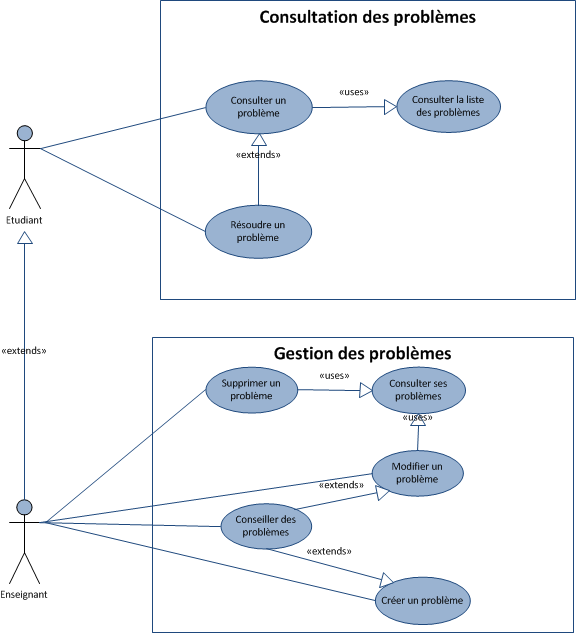 Consultation des problèmes
Consulter un
problème
«uses»
Consulter la liste
des problèmes
«extends»
Résoudre un
problème
Etudiant
«extends»
Gestion des problèmes
Supprimer un
problème
«uses»
Consulter ses
problèmes
«uses»
Modifier un
problème
«extends»
Conseiller des
problèmes
«extends»
Créer un problème
Enseignant